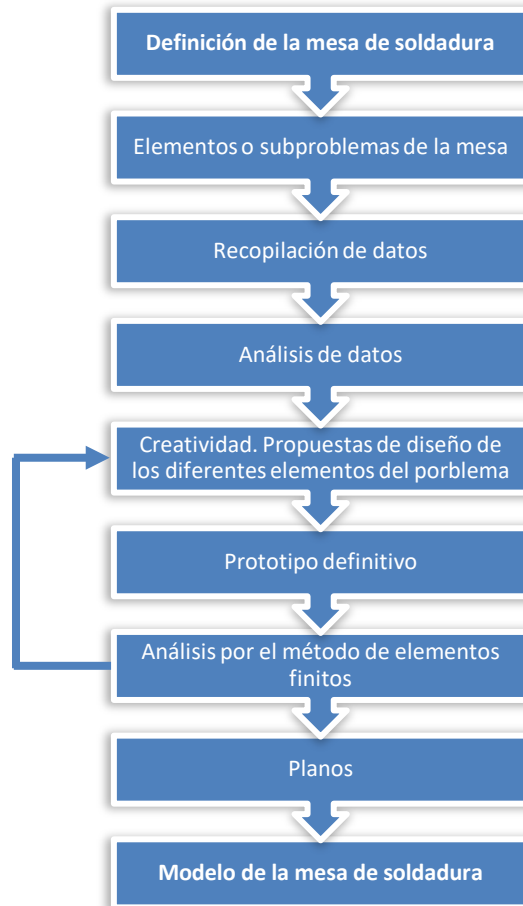 Definición de la mesa de soldadura
Elementos o subproblemas de la mesa
Recopilación de datos
Análisis de datos
Creatividad. Propuestas de diseño de
los diferentes elementos del porblema
Prototipo definitivo
Análisis por el método de elementos
finitos
Planos
Modelo de la mesa de soldadura